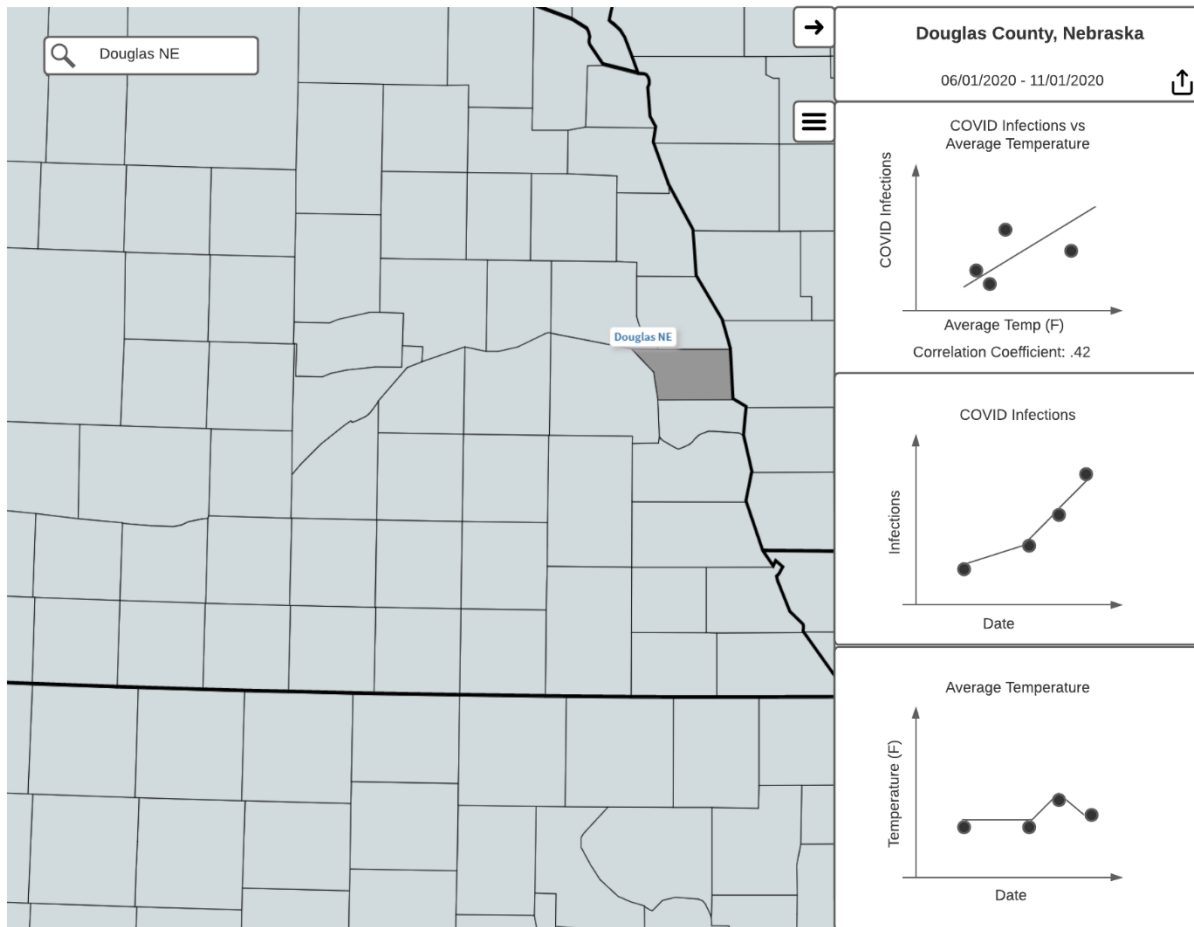 Douglas NE
Douglas NE
Douglas County, Nebraska
06/01/2020 - 11/01/2020
COVID Infections vs
Average Temperature
COVID Infections
Average Temp (F)
Correlation Coefficient: .42
COVID Infections
Infections
Date
Average Temperature
Temperature (F)
Date